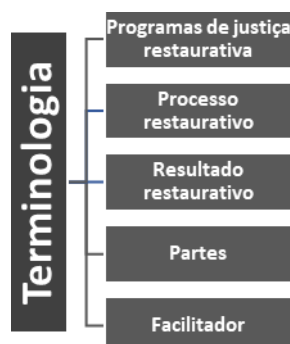 Terminologia
Programas de justiça
restaurativa
Processo
restaurativo
Resultado
restaurativo
Partes
Facilitador